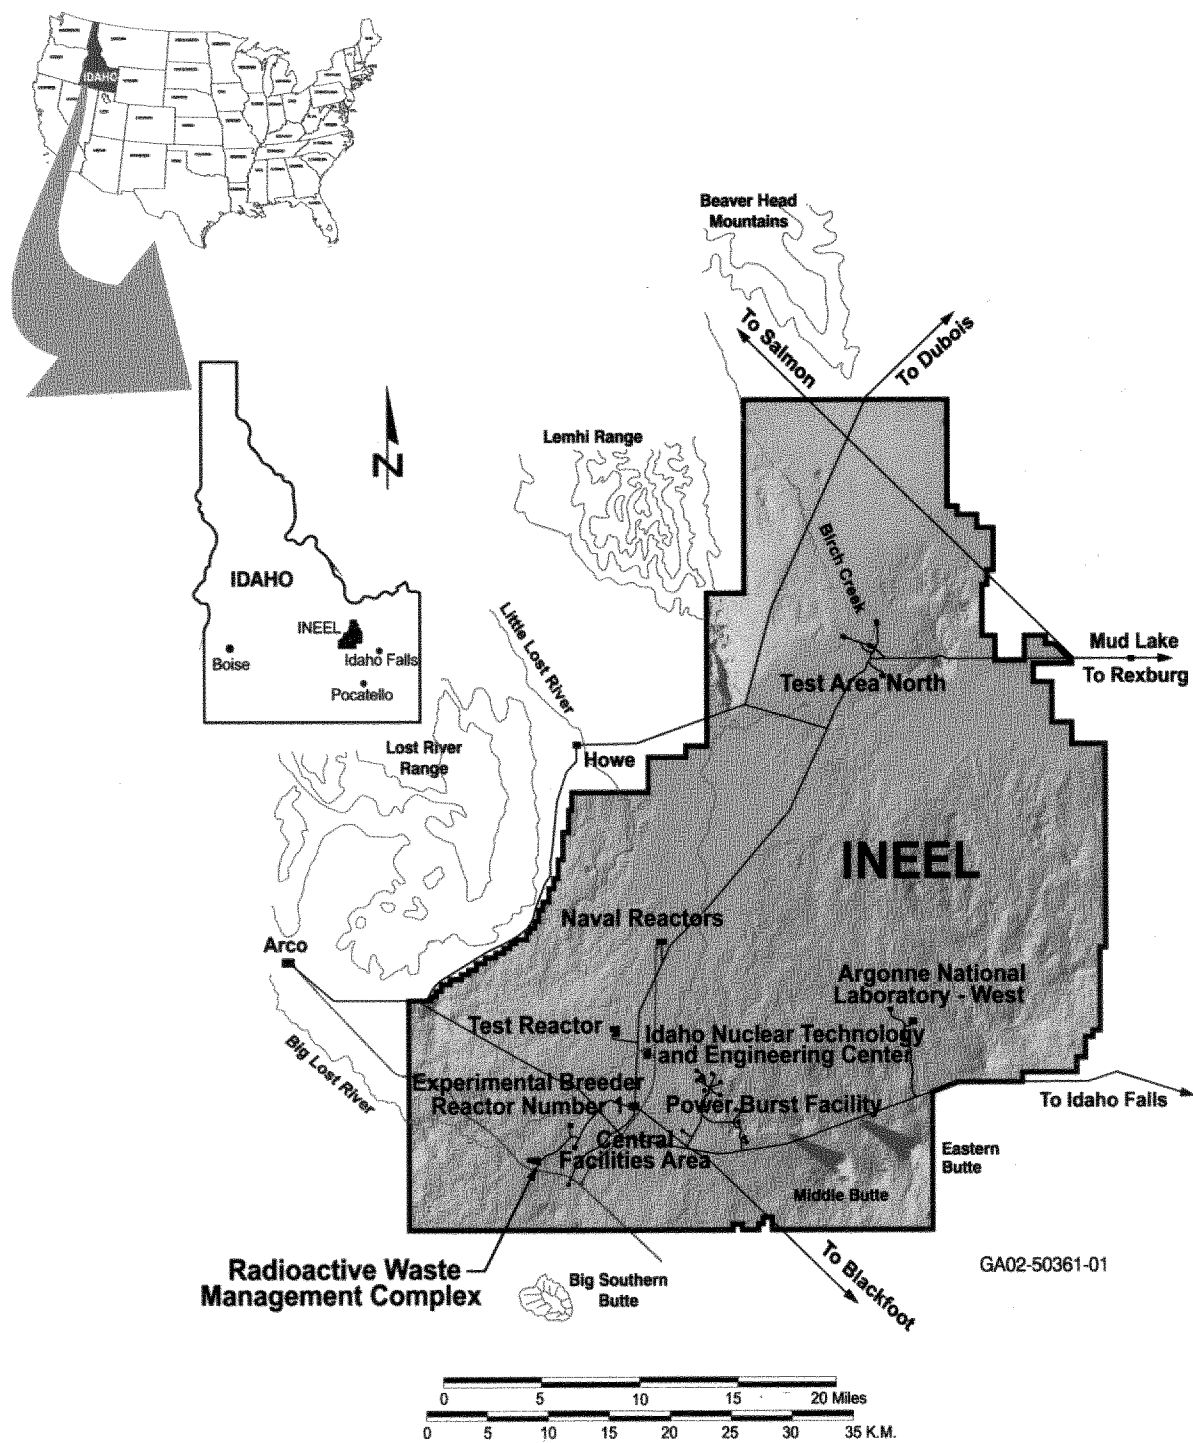 IDAHO
Beaver Head
Mountains
To Salmon
To Dubois
Lemhi Range
N
Birch Creek
IDAHO
INEEL
Boise
Idaho Falls
Pocatello
Little Lost River
Mud Lake
To Rexburg
Test Area North
Lost River
Range
Howe
INEEL
Naval Reactors
Arco
Argonne National
Laboratory - West
Test Reactor
Idaho Nuclear Technology
and Engineering Center
Big Lost River
Experimental Breeder
Reactor Number 1
Power Burst Facility
To Idaho Falls
Central
Facilities Area
Eastern
Butte
Middle Butte
Radioactive Waste
Management Complex
Big Southern
Butte
To Blackfoot
GA02-50361-01
0 5 10 15 20 Miles
0 5 10 15 20 25 30 35 K.M.